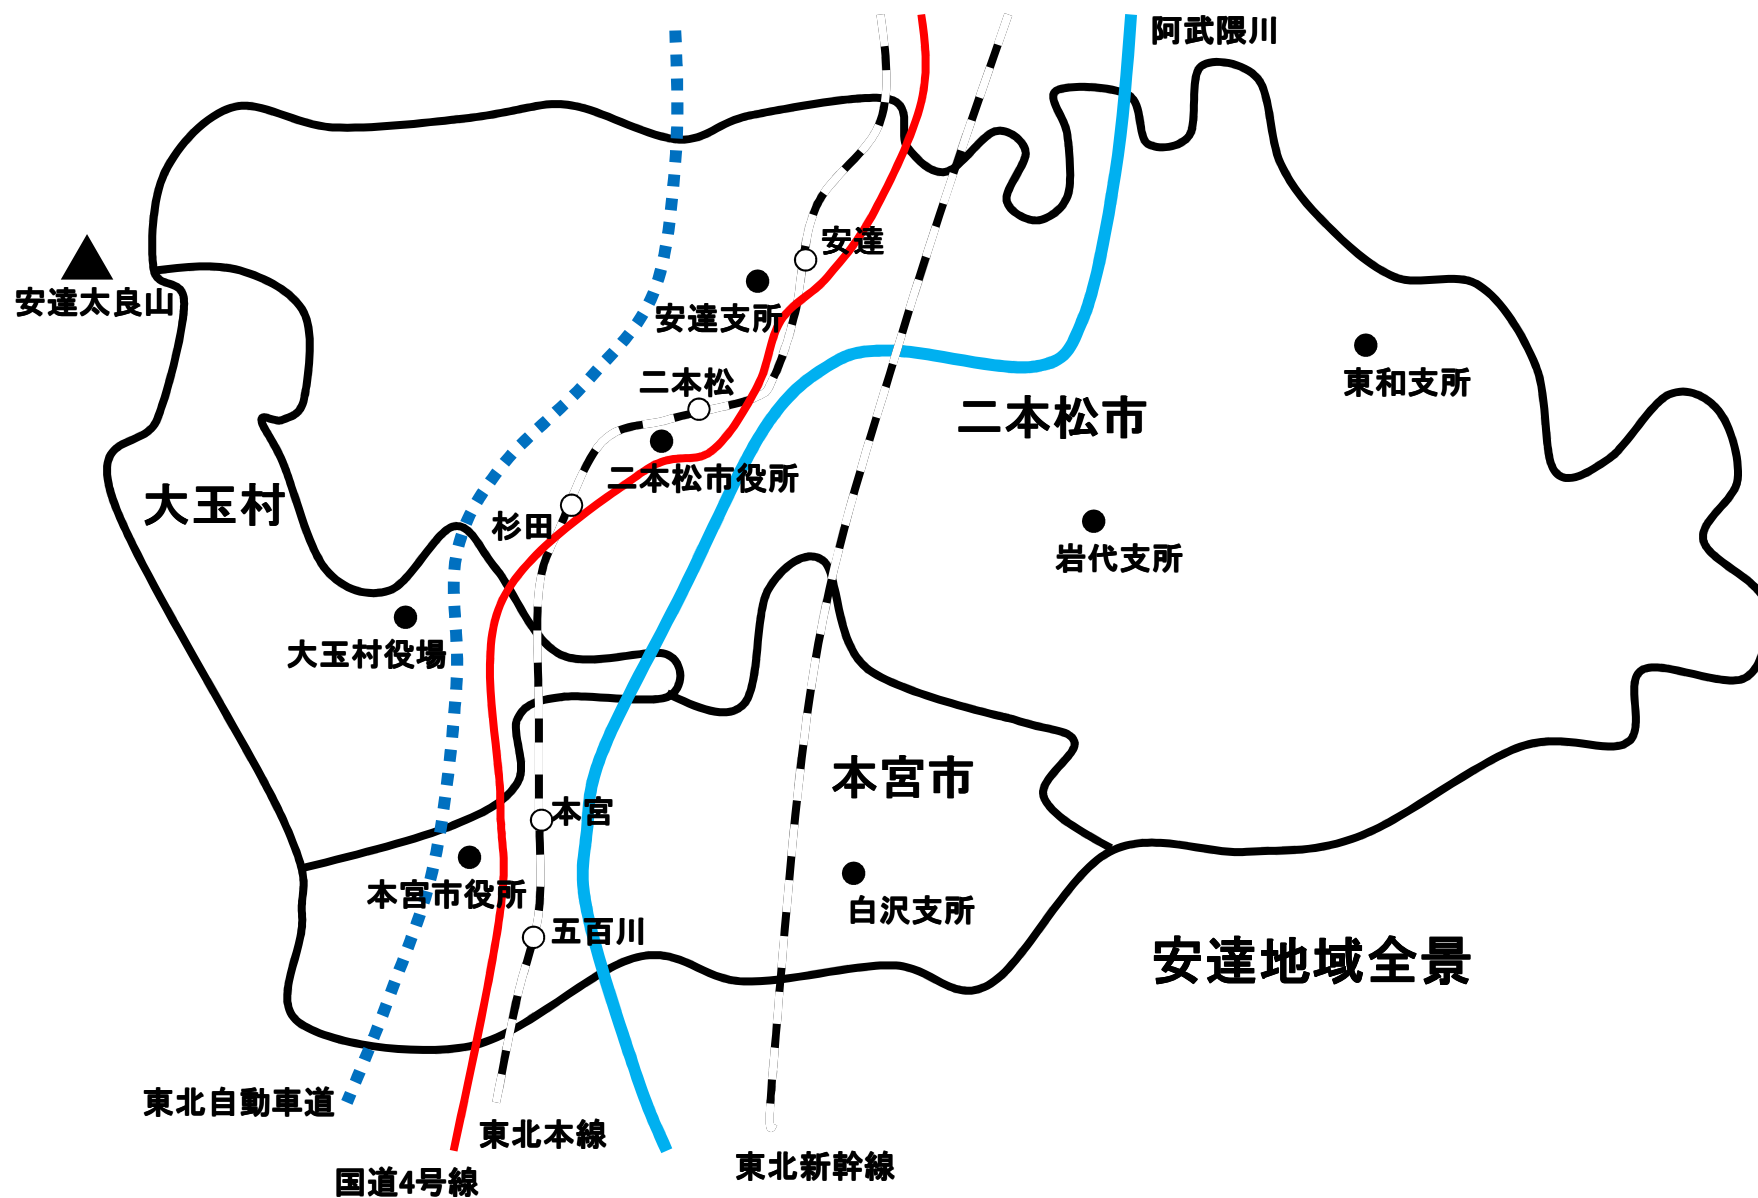 阿武隈川
安達
安達太良山
安達支所
二本松
東和支所
二本松市
二本松市役所
大玉村
杉田
岩代支所
大玉村役場
本宮市
本宮
本宮市役所
白沢支所
五百川
安達地域全景
東北自動車道
東北本線
東北新幹線
国道4号線